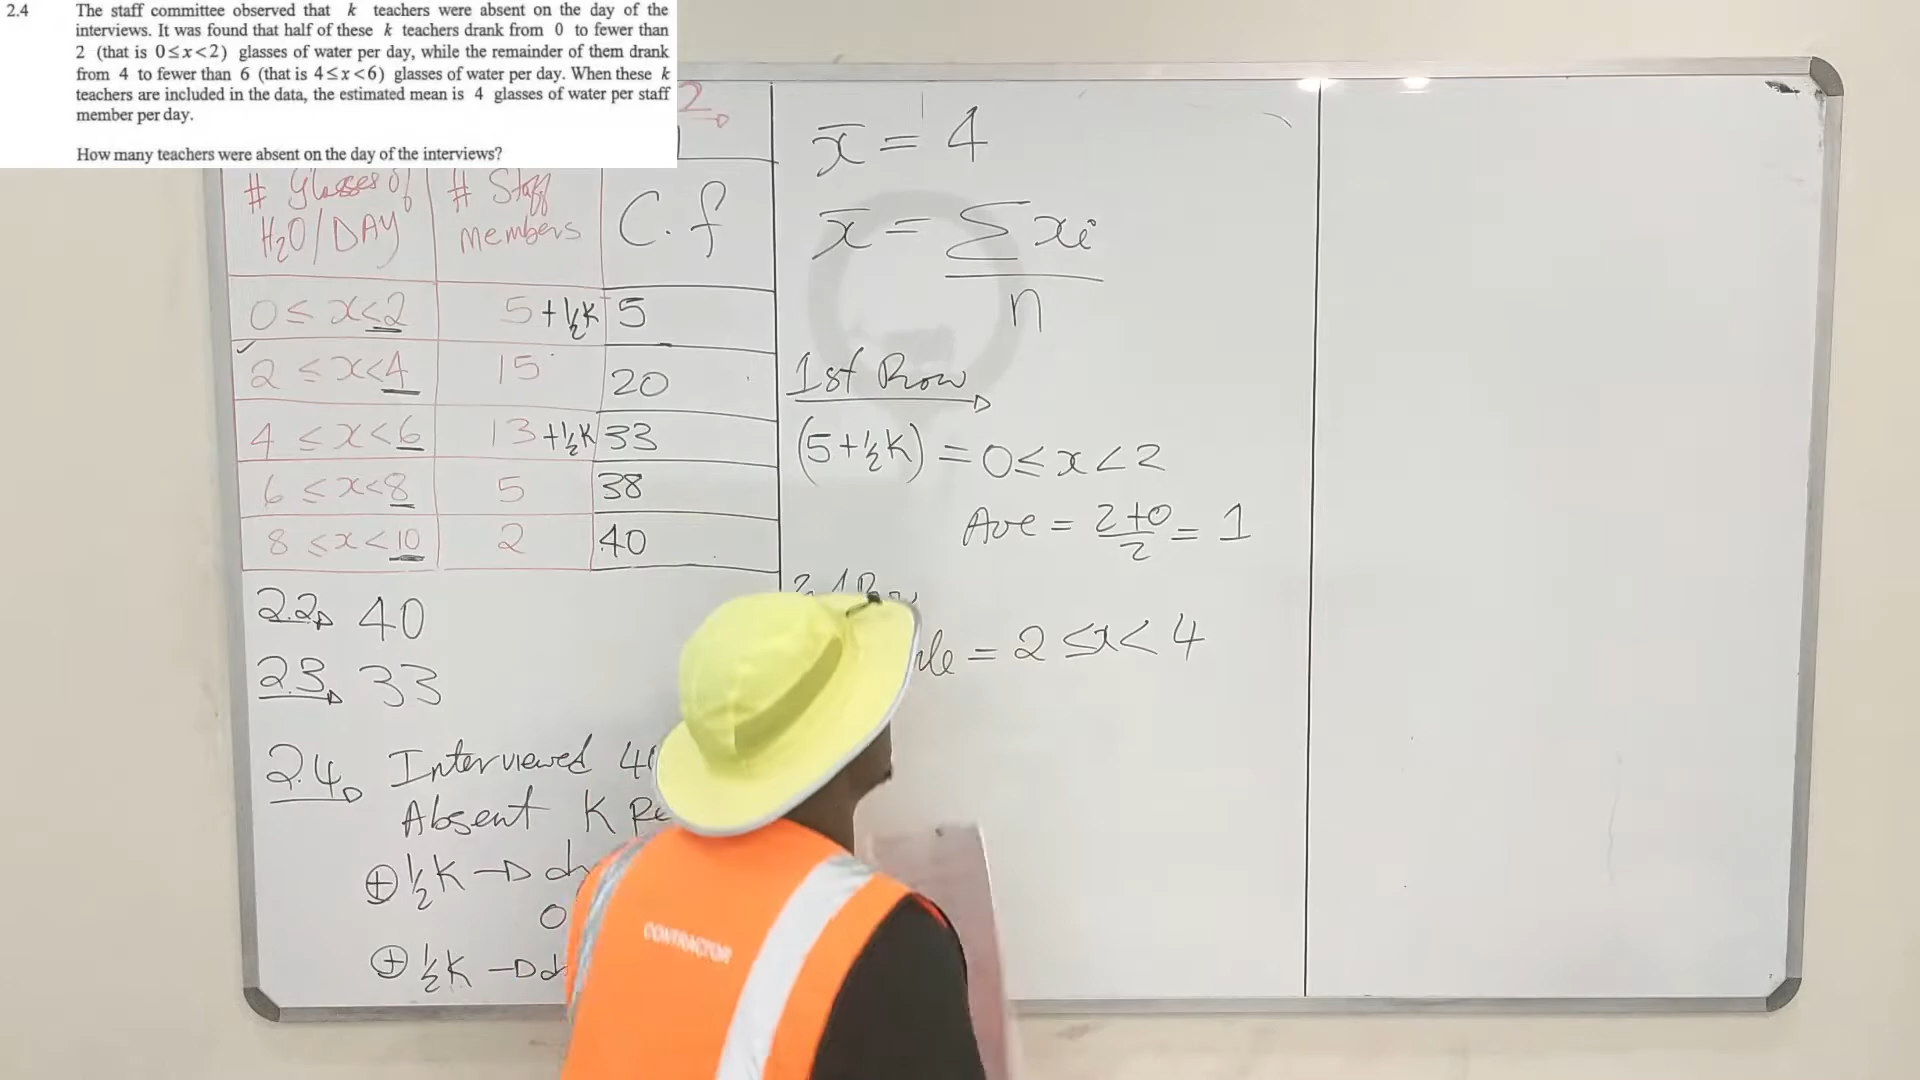 2.4 The staff committee observed that k teachers were absent on the day of the
interviews. It was found that half of these k teachers drank from 0 to fewer than
2 (that is 0≤x<2) glasses of water per day, while the remainder of them drank
from 4 to fewer than 6 (that is 4≤x<6) glasses of water per day. When these k
teachers are included in the data, the estimated mean is 4 glasses of water per staff
member per day.
How many teachers were absent on the day of the interviews?
# Glasses of H2O/DAY
# Staff Members
C.f
0 ≤ x<2 5+½k 5
2 ≤ x<4 15 20
4 ≤ x<6 13+½k 33
6 ≤ x<8 5 38
8 ≤ x<10 2 40
2.2 40
2.3 33
2.4 Interviewed
Absent K
⊕ ½K →
⊕ ½K →
x̄ = 4
x̄ = Σxi/n
1st Row
(5+½K) = 0≤x<2
Ave = 2+0/2 = 1
= 2 ≤x< 4
CONTRACTOR